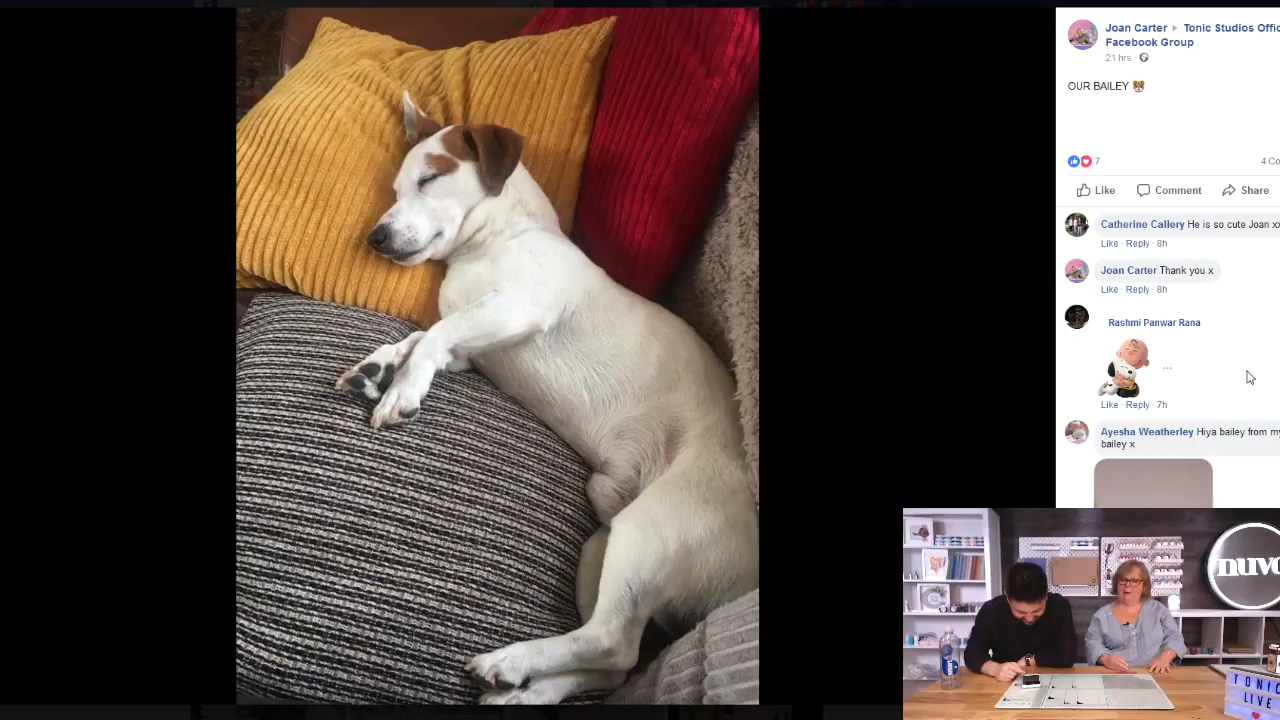 Joan Carter ▸ Tonic Studios Offic
Facebook Group
21 hrs ·
OUR BAILEY 🐶
7
4 Co
Like
Comment
Share
Catherine Callery He is so cute Joan xx
Like · Reply · 8h
Joan Carter Thank you x
Like · Reply · 8h
Rashmi Panwar Rana
Like · Reply · 7h
Ayesha Weatherley Hiya bailey from my
bailey x
nuvo
TONIC
LIVE